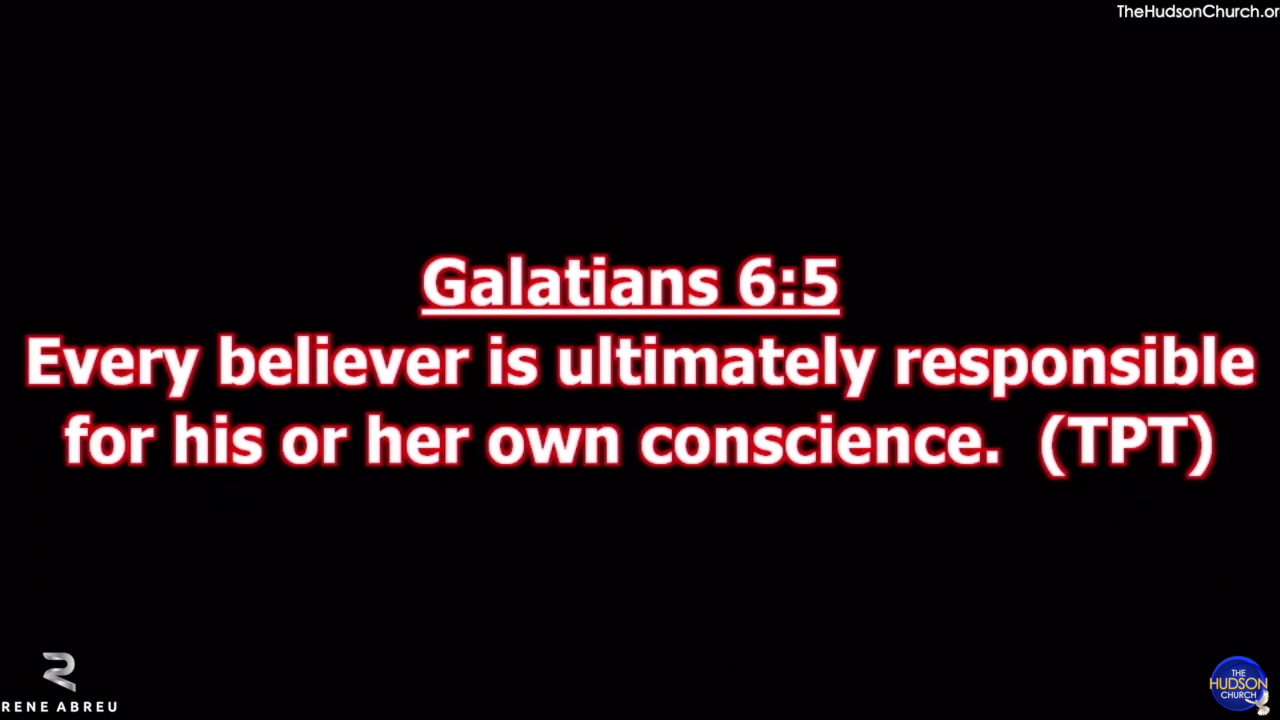 TheHudsonChurch.or
Galatians 6:5
Every believer is ultimately responsible
for his or her own conscience. (TPT)
RENE ABREU
THE
HUDSON
CHURCH